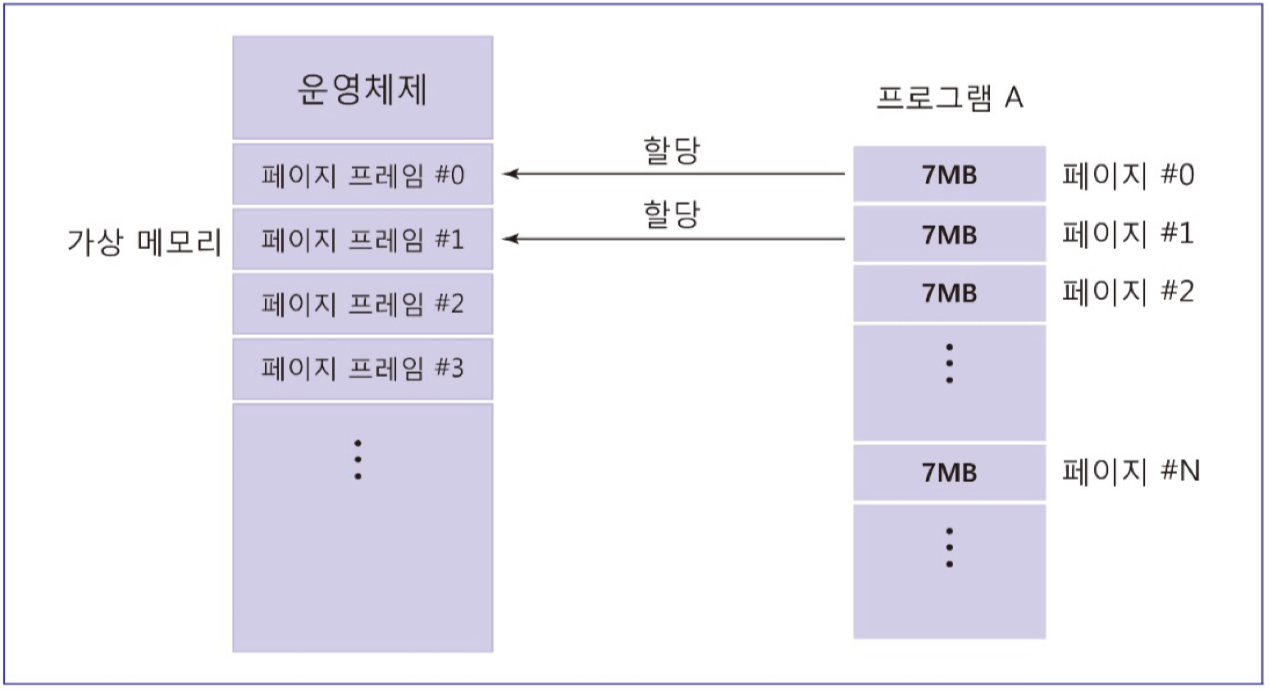 운영체제
프로그램 A
할당
페이지 프레임 #0
7MB
페이지 #0
할당
가상 메모리
페이지 프레임 #1
7MB
페이지 #1
페이지 프레임 #2
7MB
페이지 #2
페이지 프레임 #3
7MB
페이지 #N